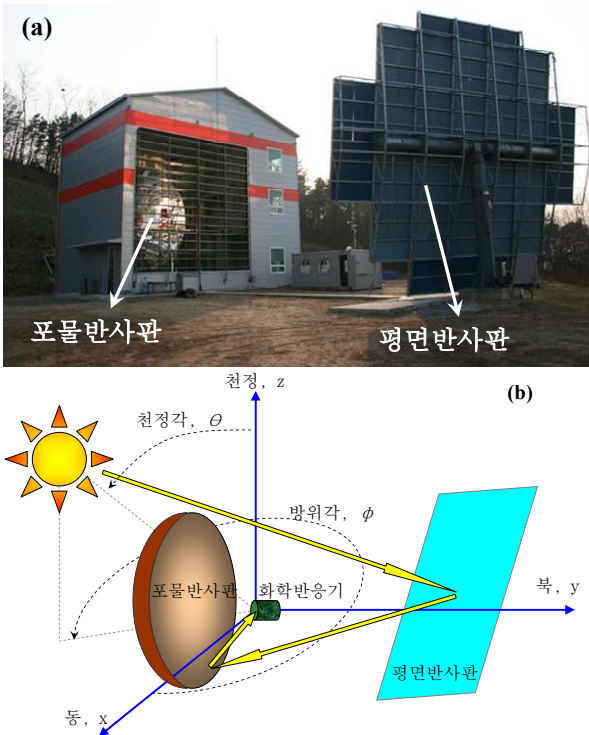 (a)
포물반사판
평면반사판
천정, z
(b)
천정각, θ
방위각, ϕ
포물반사판
화학반응기
북, y
평면반사판
동, x